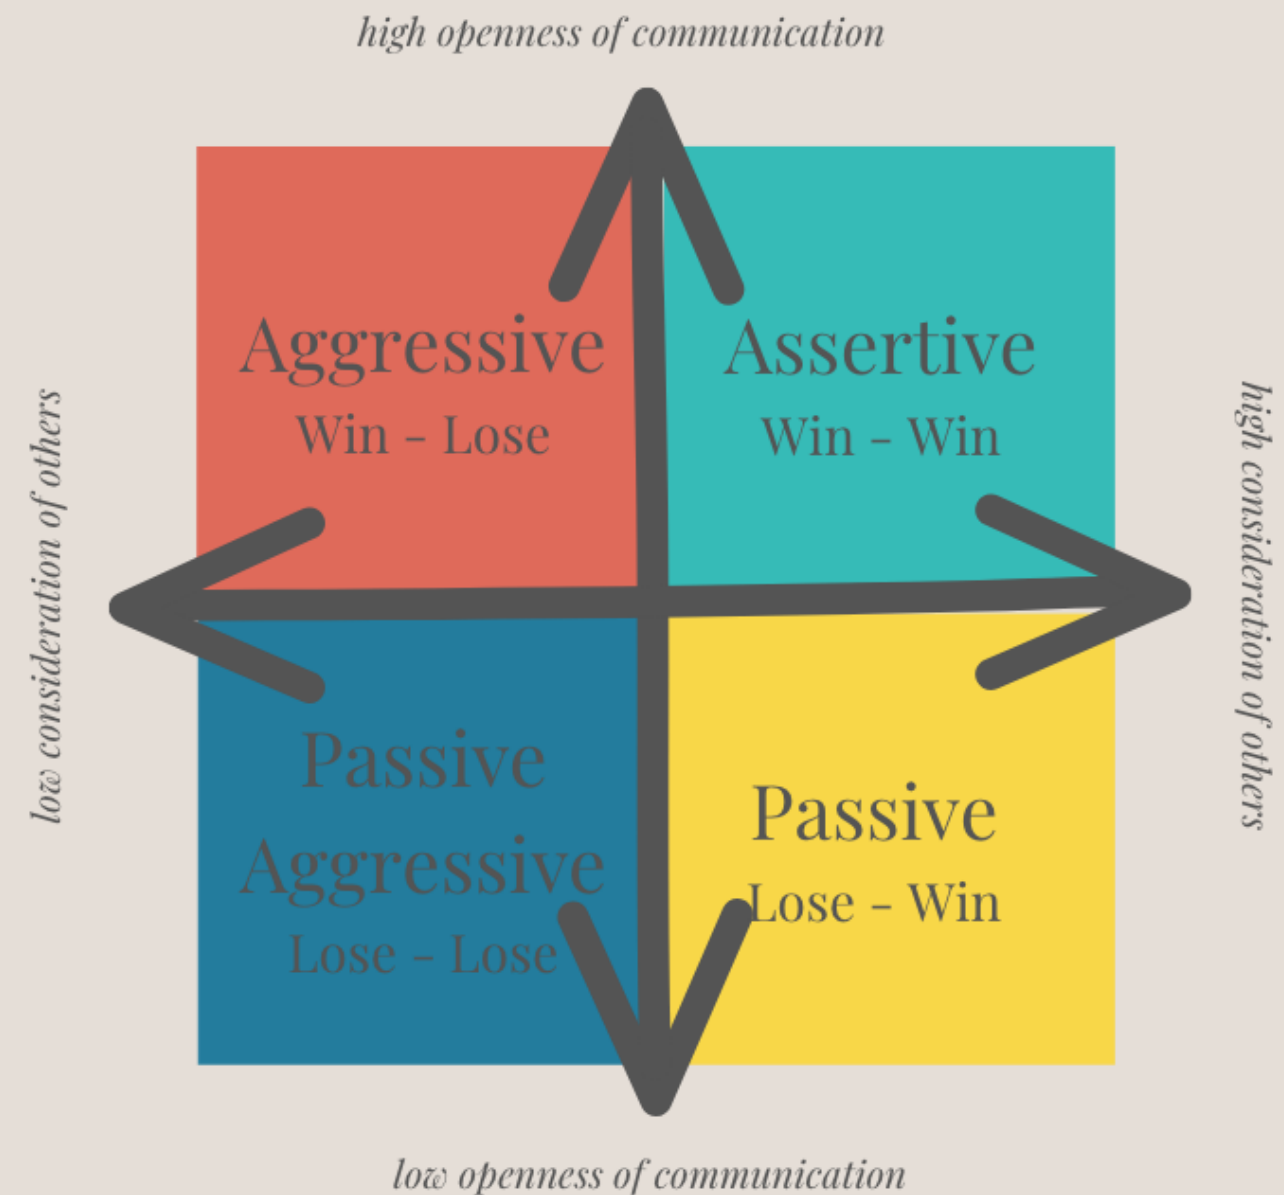 high openness of communication
Aggressive
Win - Lose
Assertive
Win - Win
low consideration of others
high consideration of others
Passive
Aggressive
Lose - Lose
Passive
Lose - Win
low openness of communication